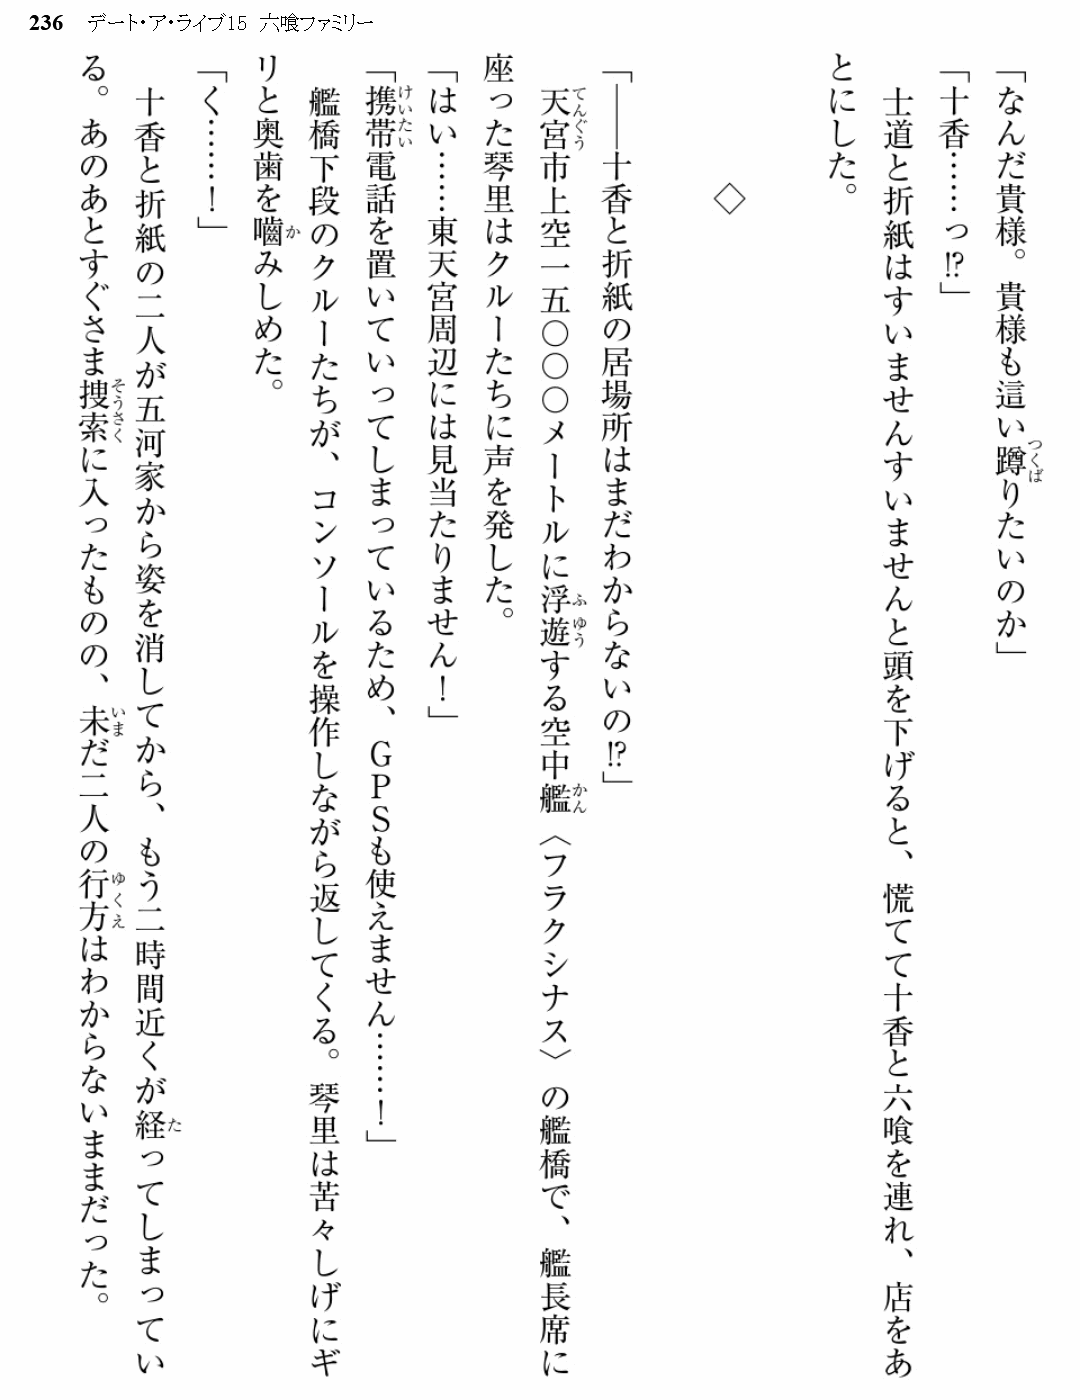 236 デート・ア・ライブ15 六喰ファミリー
「なんだ貴様。貴様も這い蹲りたいのか」
「十香……っ!?」
士道と折紙はすいませんすいませんと頭を下げると、慌てて十香と六喰を連れ、店をあ
とにした。
◇
「――十香と折紙の居場所はまだわからないの!?」
天宮市上空一五〇〇〇メートルに浮遊する空中艦〈フラクシナス〉の艦橋で、艦長席に
座った琴里はクルーたちに声を発した。
「はい……東天宮周辺には見当たりません！」
「携帯電話を置いていってしまっているため、GPSも使えません……！」
艦橋下段のクルーたちが、コンソールを操作しながら返してくる。琴里は苦々しげにギ
リと奥歯を嚙みしめた。
「く……！」
十香と折紙の二人が五河家から姿を消してから、もう二時間近くが経ってしまってい
る。あのあとすぐさま捜索に入ったものの、未だ二人の行方はわからないままだった。